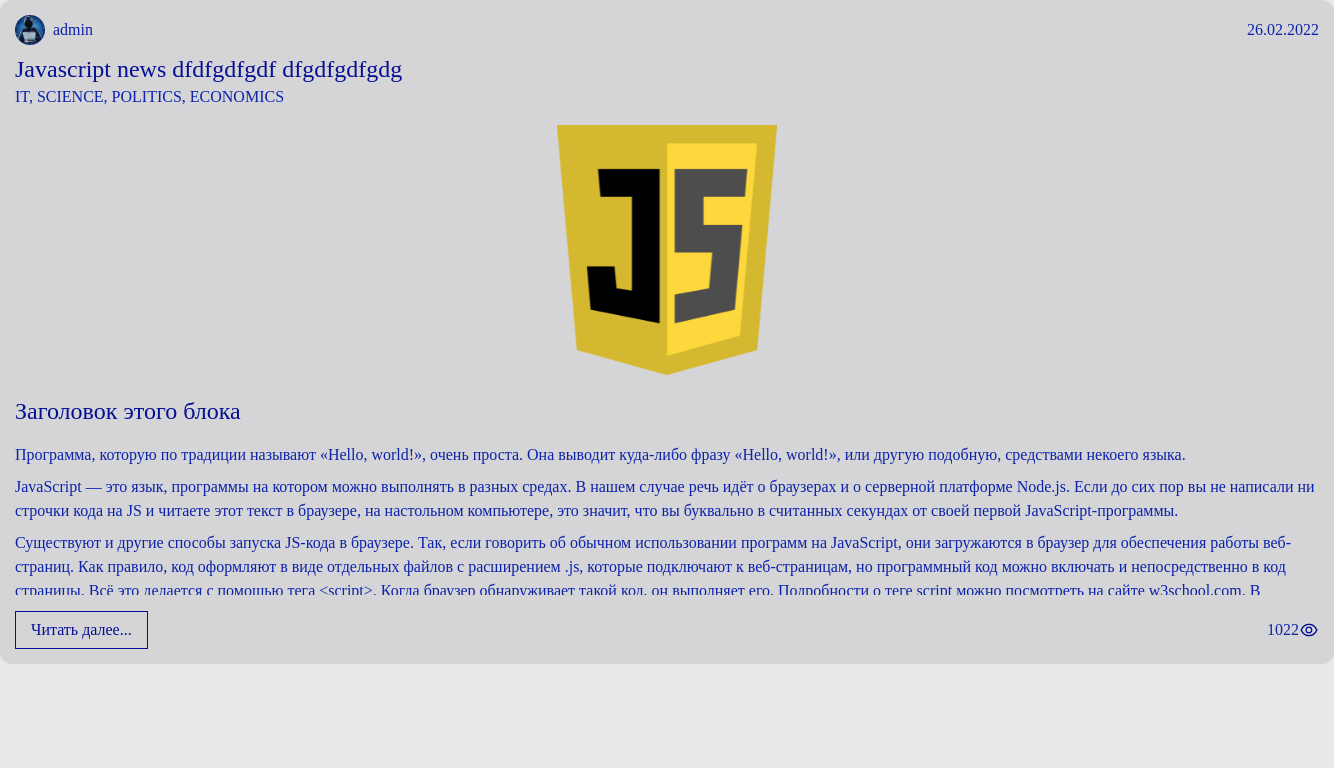 admin
26.02.2022
Javascript news dfdfgdfgdf dfgdfgdfgdg
IT, SCIENCE, POLITICS, ECONOMICS
JS
Заголовок этого блока
Программа, которую по традиции называют «Hello, world!», очень проста. Она выводит куда-либо фразу «Hello, world!», или другую подобную, средствами некоего языка.
JavaScript — это язык, программы на котором можно выполнять в разных средах. В нашем случае речь идёт о браузерах и о серверной платформе Node.js. Если до сих пор вы не написали ни
строчки кода на JS и читаете этот текст в браузере, на настольном компьютере, это значит, что вы буквально в считанных секундах от своей первой JavaScript-программы.
Существуют и другие способы запуска JS-кода в браузере. Так, если говорить об обычном использовании программ на JavaScript, они загружаются в браузер для обеспечения работы веб-
страниц. Как правило, код оформляют в виде отдельных файлов с расширением .js, которые подключают к веб-страницам, но программный код можно включать и непосредственно в код
страницы. Всё это делается с помощью тега <script>. Когда браузер обнаруживает такой код, он выполняет его. Подробности о теге script можно посмотреть на сайте w3school.com. В
Читать далее...
1022